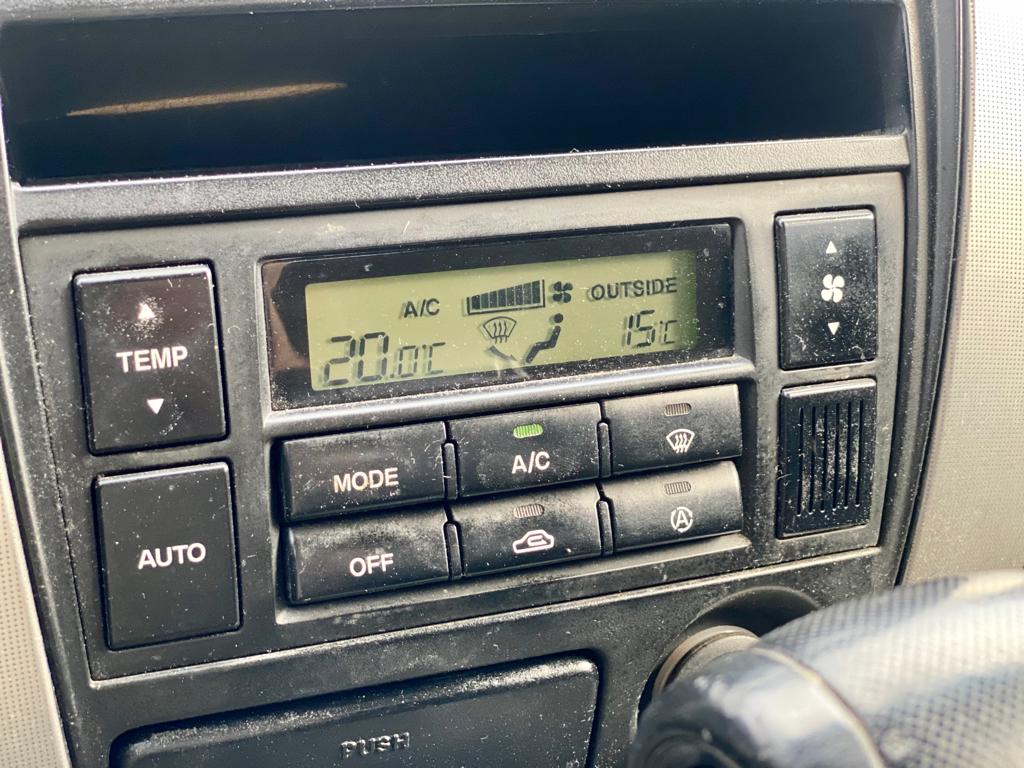 A/C
OUTSIDE
20.0°C
15°C
TEMP
MODE
A/C
AUTO
OFF
A
PUSH